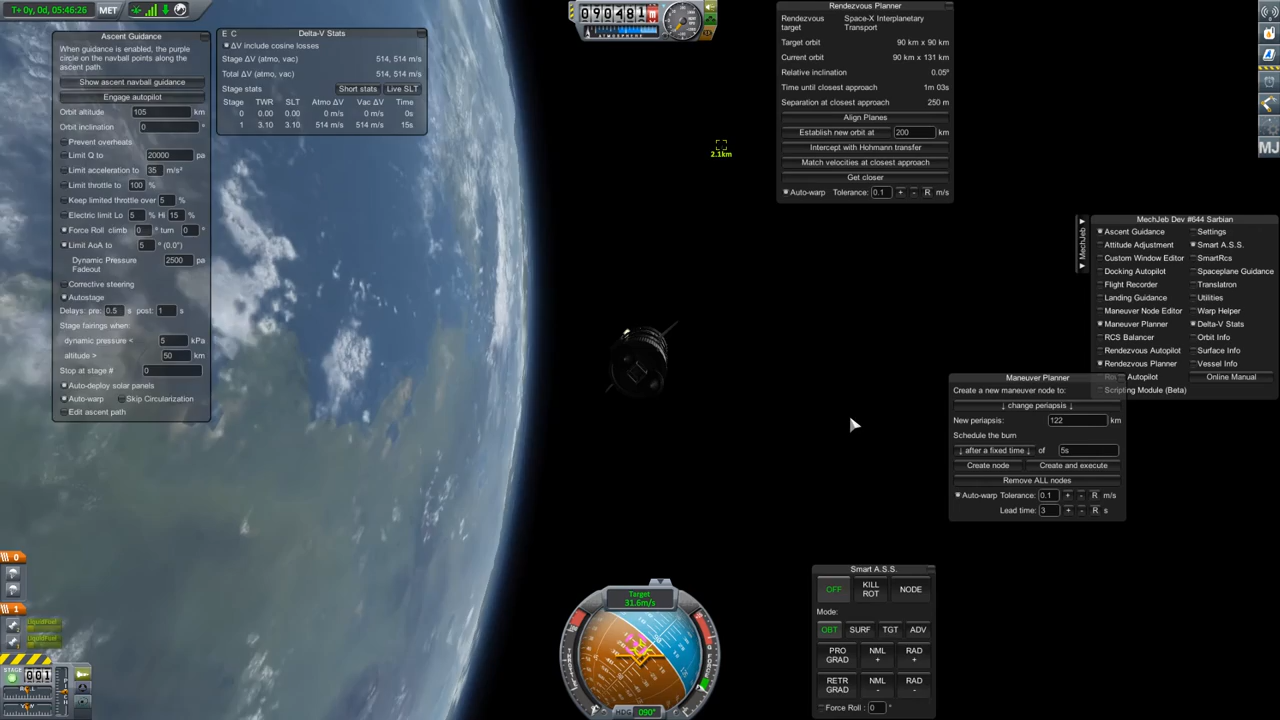 T+ 0y, 0d, 05:46:26
MET
Ascent Guidance
When guidance is enabled, the purple
circle on the navball points along the
ascent path.
Show ascent navball guidance
Engage autopilot
Orbit altitude 105 km
Orbit inclination 0 °
Prevent overheats
Limit Q to 20000 pa
Limit acceleration to 35 m/s²
Limit throttle to 100 %
Keep limited throttle over 5 %
Electric limit Lo 5 % Hi 15 %
Force Roll climb 0 ° turn 0 °
Limit AoA to 5 ° (0.0°)
Dynamic Pressure
Fadeout 2500 pa
Corrective steering
Autostage
Delays: pre: 0.5 s post: 1 s
Stage fairings when:
dynamic pressure < 5 kPa
altitude > 50 km
Stop at stage # 0
Auto-deploy solar panels
Auto-warp Skip Circularization
Edit ascent path
E C Delta-V Stats
ΔV include cosine losses
Stage ΔV (atmo, vac) 514, 514 m/s
Total ΔV (atmo, vac) 514, 514 m/s
Stage stats Short stats Live SLT
Stage TWR SLT Atmo ΔV Vac ΔV Time
0 0.00 0.00 0 m/s 0 m/s 0s
1 3.10 3.10 514 m/s 514 m/s 15s
090481
ATMOSPHERE
2.1km
Rendezvous Planner
Rendezvous
target
Space-X Interplanetary
Transport
Target orbit 90 km x 90 km
Current orbit 90 km x 131 km
Relative inclination 0.05º
Time until closest approach 1m 03s
Separation at closest approach 250 m
Align Planes
Establish new orbit at 200 km
Intercept with Hohmann transfer
Match velocities at closest approach
Get closer
Auto-warp Tolerance: 0.1 + - R m/s
MJ
MechJeb
MechJeb Dev #644 Sarbian
Ascent Guidance Settings
Attitude Adjustment Smart A.S.S.
Custom Window Editor SmartRcs
Docking Autopilot Spaceplane Guidance
Flight Recorder Translatron
Landing Guidance Utilities
Maneuver Node Editor Warp Helper
Maneuver Planner Delta-V Stats
RCS Balancer Orbit Info
Rendezvous Autopilot Surface Info
Rendezvous Planner Vessel Info
Autopilot Online Manual
Scripting Module (Beta)
Maneuver Planner
Create a new maneuver node to:
↓ change periapsis ↓
New periapsis: 122 km
Schedule the burn
↓ after a fixed time ↓ of 5s
Create node Create and execute
Remove ALL nodes
Auto-warp Tolerance: 0.1 + - R m/s
Lead time: 3 + - R s
Smart A.S.S.
OFF KILL ROT NODE
Mode:
OBT SURF TGT ADV
PRO GRAD NML + RAD +
RETR GRAD NML - RAD -
Force Roll: 0 °
0
1
LiquidFuel
LiquidFuel
STAGE 001
ROLL
YAW
PITCH
Target
31.6m/s
HDG 090°